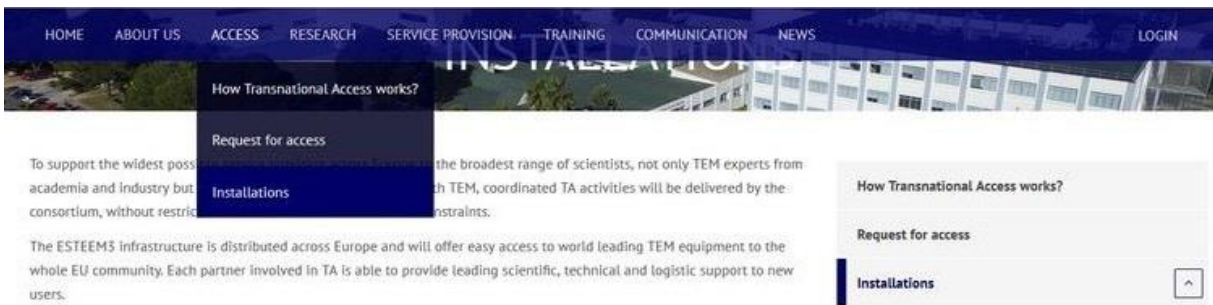 HOME ABOUT US ACCESS RESEARCH SERVICE PROVISION TRAINING COMMUNICATION NEWS LOGIN
INSTALLATIONS
How Transnational Access works?
Request for access
Installations
To support the widest the broadest range of scientists, not only TEM experts from
academia and industry but TEM, coordinated TA activities will be delivered by the
consortium, without
The ESTEEM3 infrastructure is distributed across Europe and will offer easy access to world leading TEM equipment to the
whole EU community. Each partner involved in TA is able to provide leading scientific, technical and logistic support to new
users.
How Transnational Access works?
Request for access
Installations